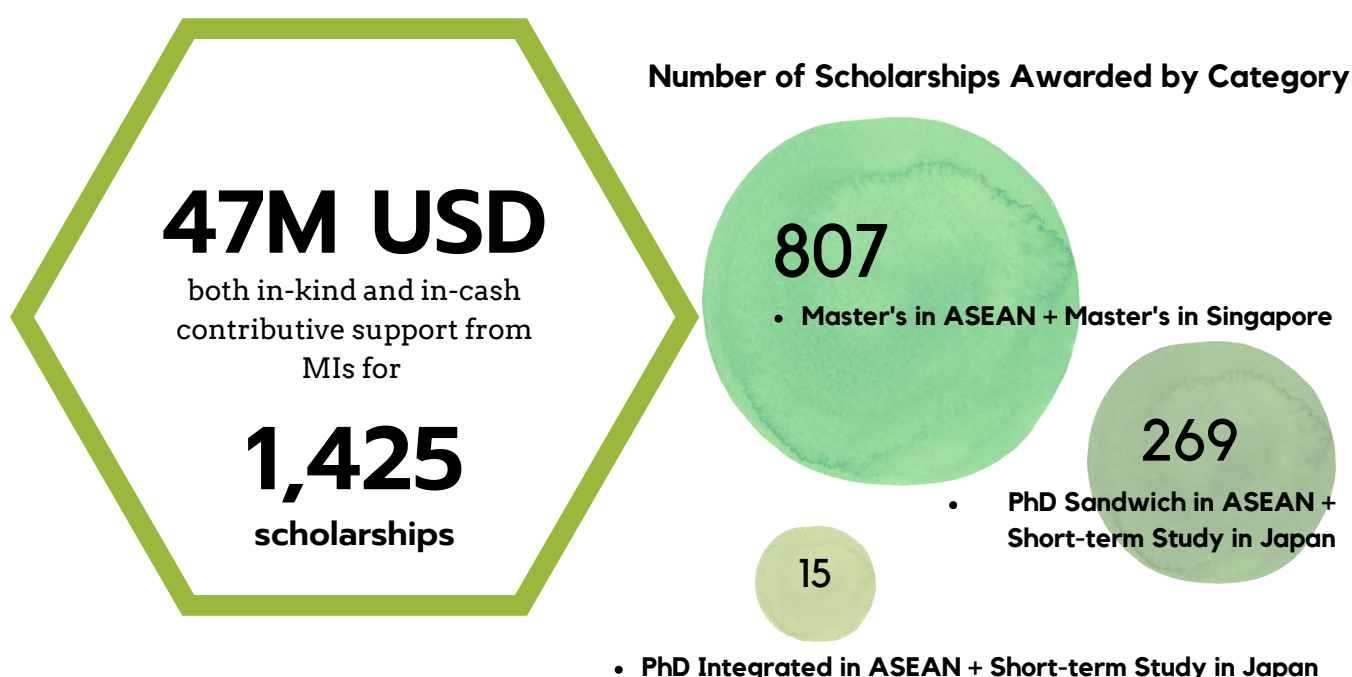 47M USD
both in-kind and in-cash
contributive support from
MIs for
1,425
scholarships
Number of Scholarships Awarded by Category
807
• Master's in ASEAN + Master's in Singapore
269
• PhD Sandwich in ASEAN +
Short-term Study in Japan
15
• PhD Integrated in ASEAN + Short-term Study in Japan